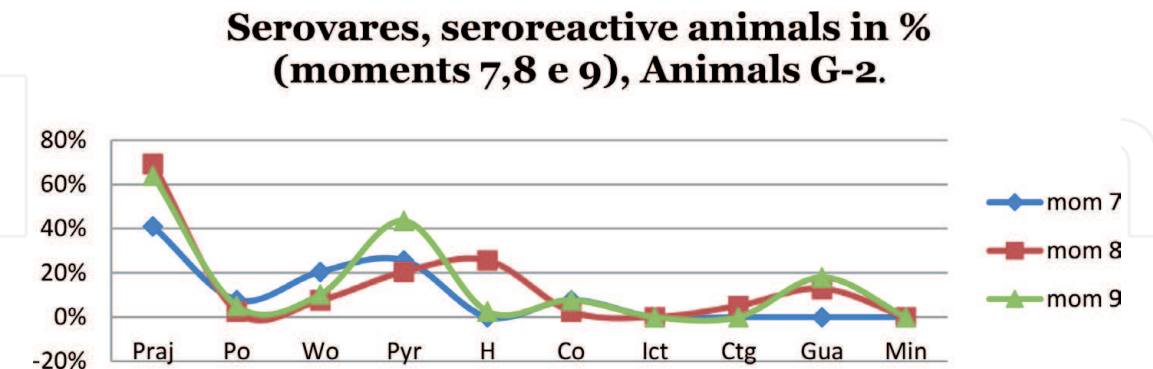 Serovares, seroreactive animals in %
(moments 7,8 e 9), Animals G-2.
80%
60%
40%
20%
0%
-20%
Praj Po Wo Pyr H Co Ict Ctg Gua Min
mom 7
mom 8
mom 9